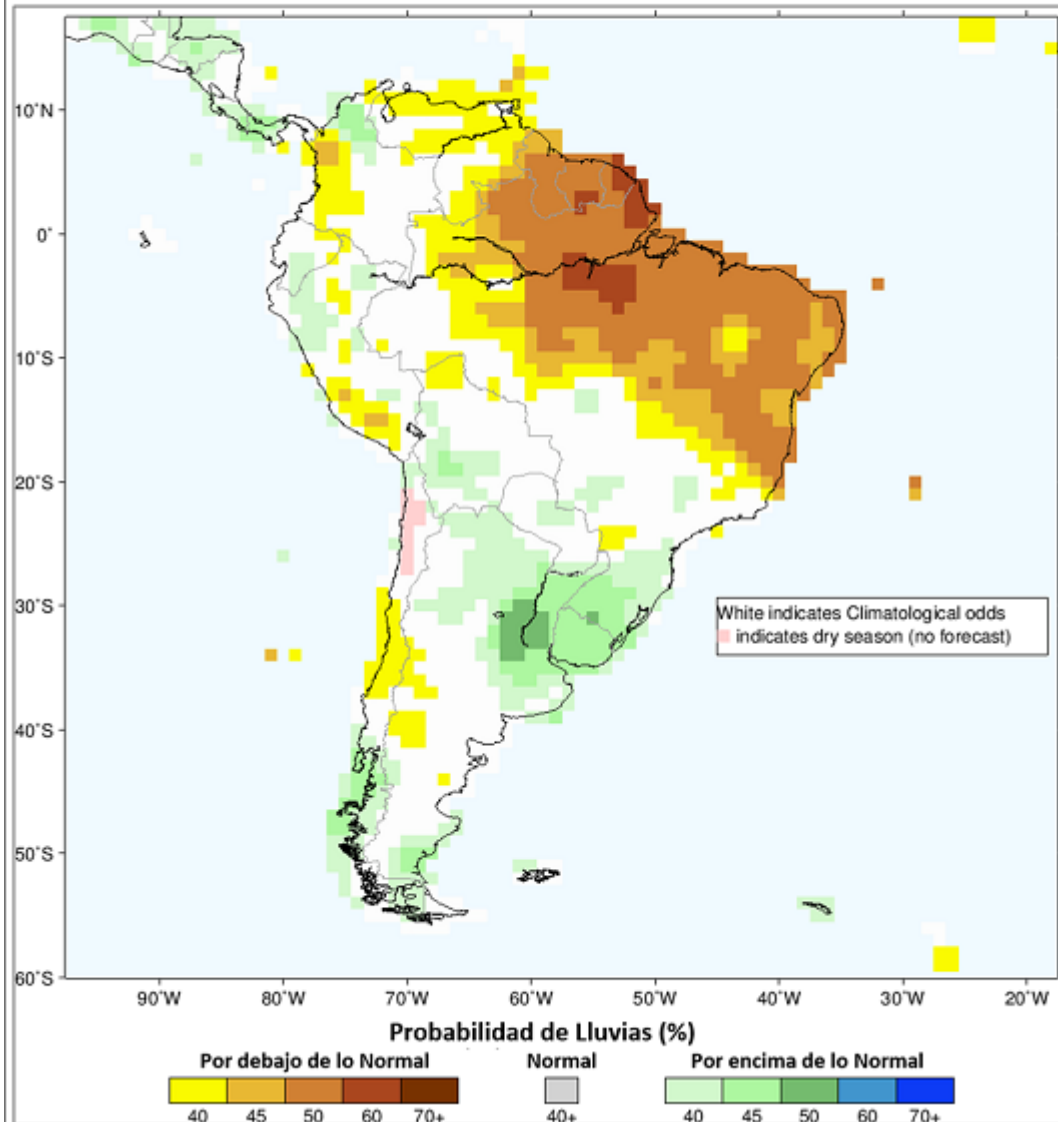 10°N
0°
10°S
20°S
30°S
40°S
50°S
60°S
White indicates Climatological odds
indicates dry season (no forecast)
90°W 80°W 70°W 60°W 50°W 40°W 30°W 20°W
Probabilidad de Lluvias (%)
Por debajo de lo Normal Normal Por encima de lo Normal
40 45 50 60 70+ 40+ 40 45 50 60 70+